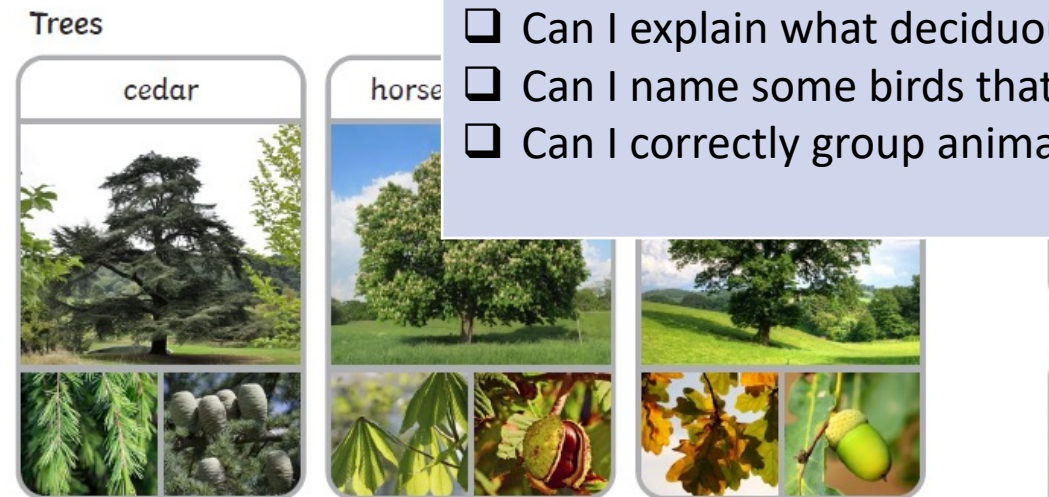 Trees
cedar
horse
❑ Can I explain what deciduo
❑ Can I name some birds that
❑ Can I correctly group anima